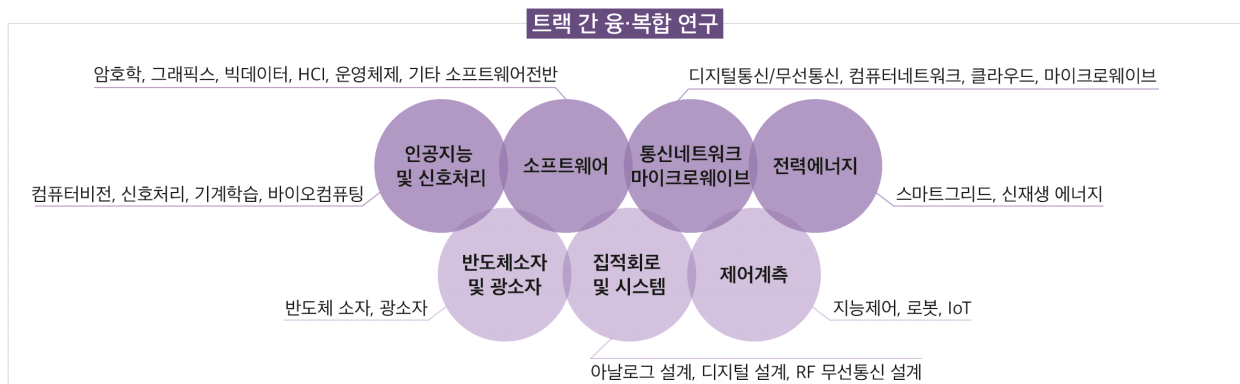 트랙 간 융·복합 연구
암호학, 그래픽스, 빅데이터, HCI, 운영체제, 기타 소프트웨어전반
디지털통신/무선통신, 컴퓨터네트워크, 클라우드, 마이크로웨이브
인공지능
및 신호처리
소프트웨어
통신네트워크
마이크로웨이브
전력에너지
컴퓨터비전, 신호처리, 기계학습, 바이오컴퓨팅
스마트그리드, 신재생 에너지
반도체소자
및 광소자
집적회로
및 시스템
제어계측
반도체 소자, 광소자
지능제어, 로봇, IoT
아날로그 설계, 디지털 설계, RF 무선통신 설계